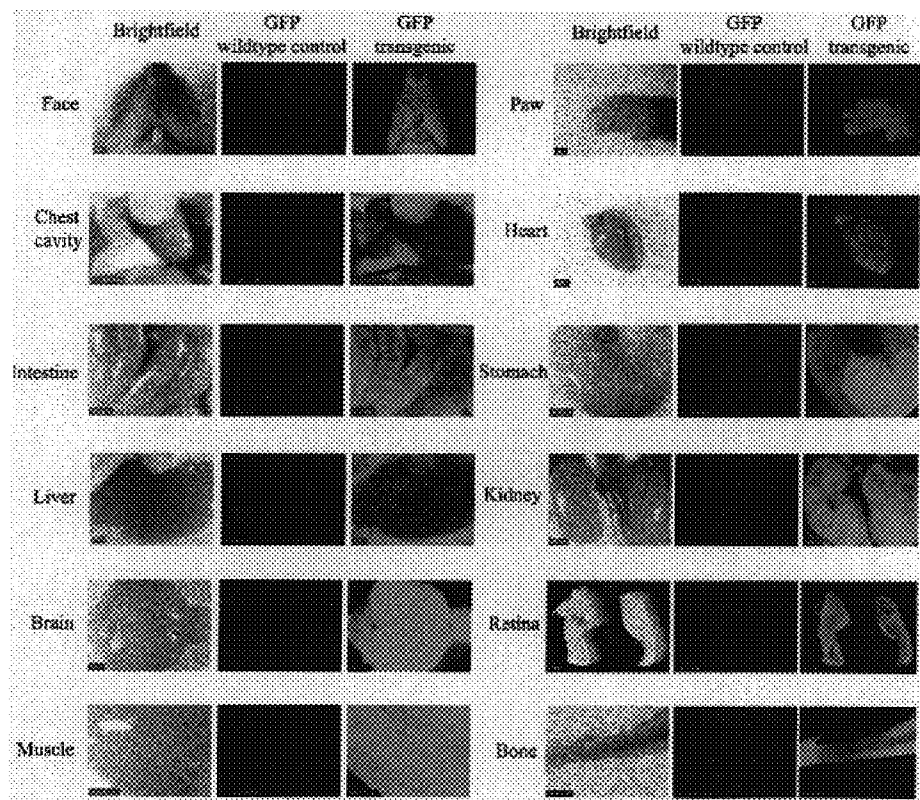 Brightfield GFP wildtype control GFP transgenic Brightfield GFP wildtype control GFP transgenic
Face Paw
Chest cavity Heart
Intestine Stomach
Liver Kidney
Brain Retina
Muscle Bone